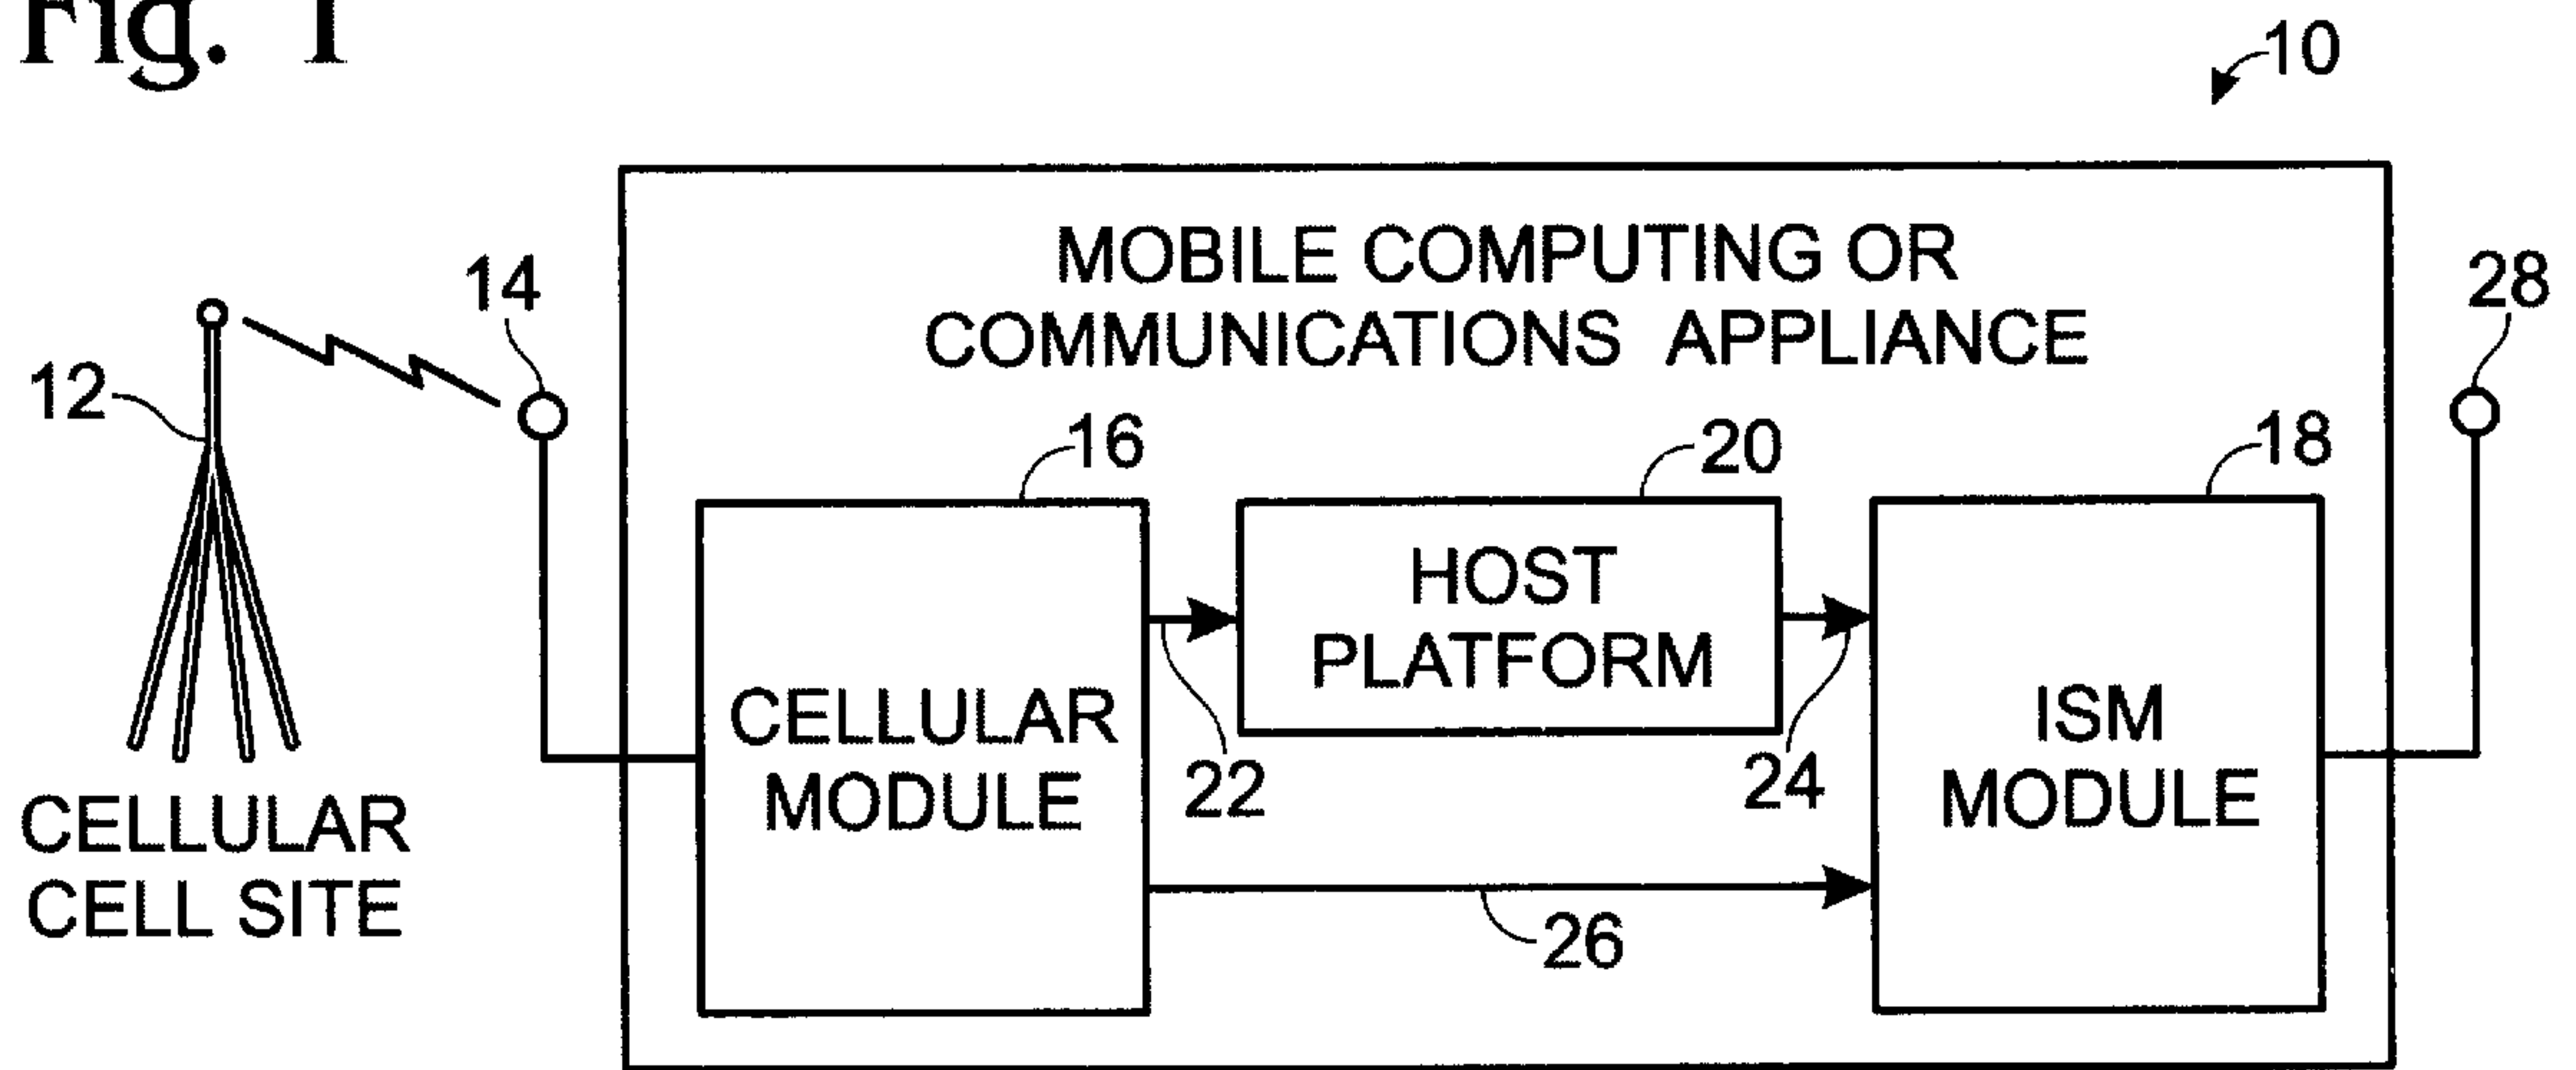 Fig. 1
10
MOBILE COMPUTING OR
COMMUNICATIONS APPLIANCE
14
28
12
16
20
18
HOST
PLATFORM
CELLULAR
MODULE
ISM
MODULE
22
24
26
CELLULAR
CELL SITE